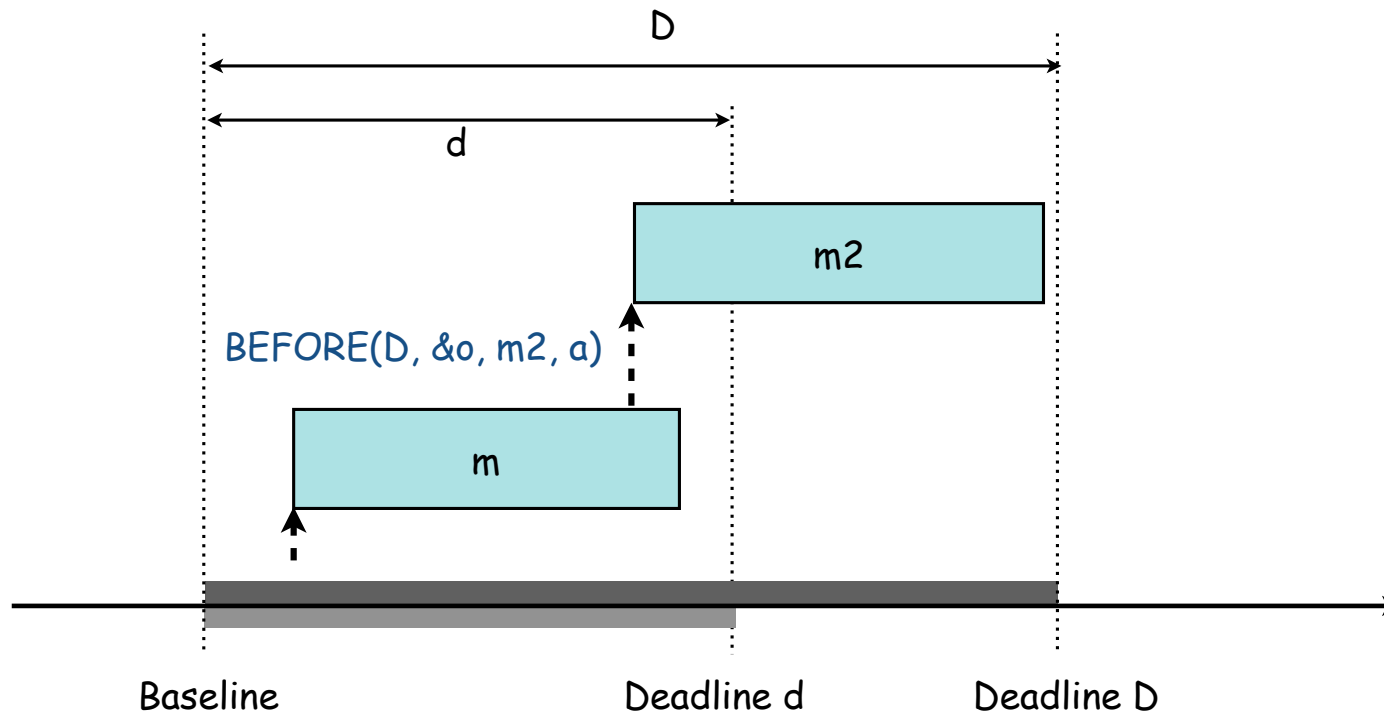 D
d
m2
BEFORE(D, &o, m2, a)
m
Baseline
Deadline d
Deadline D